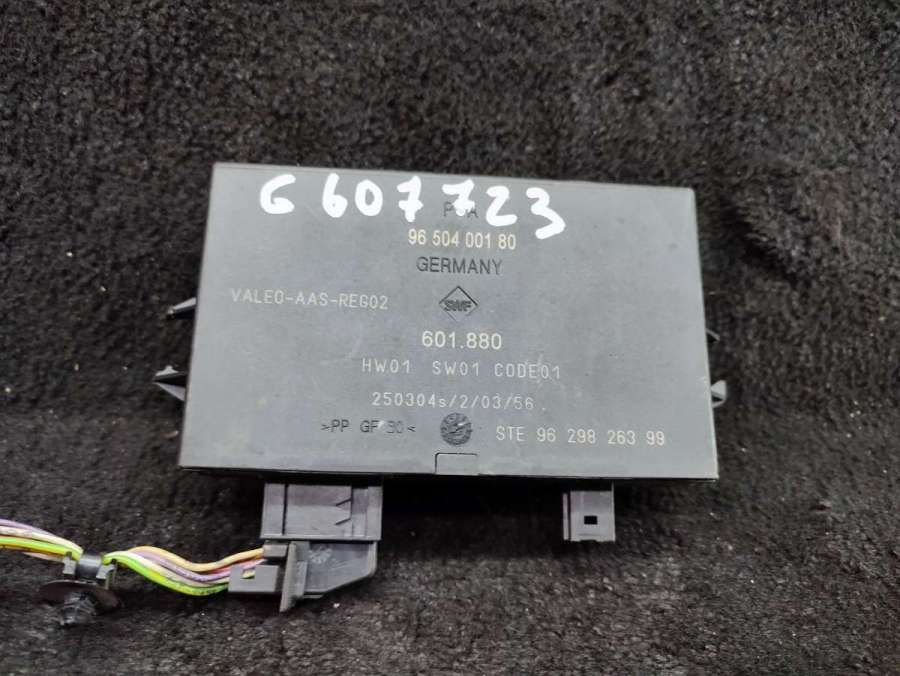 G 607723
PSA
96 504 001 80
GERMANY
VALEO-AAS-REG02
SWF
601.880
HW01 SW01 CODE01
250304s/2/03/56.
>PP GF 30<
STE 96 298 263 99